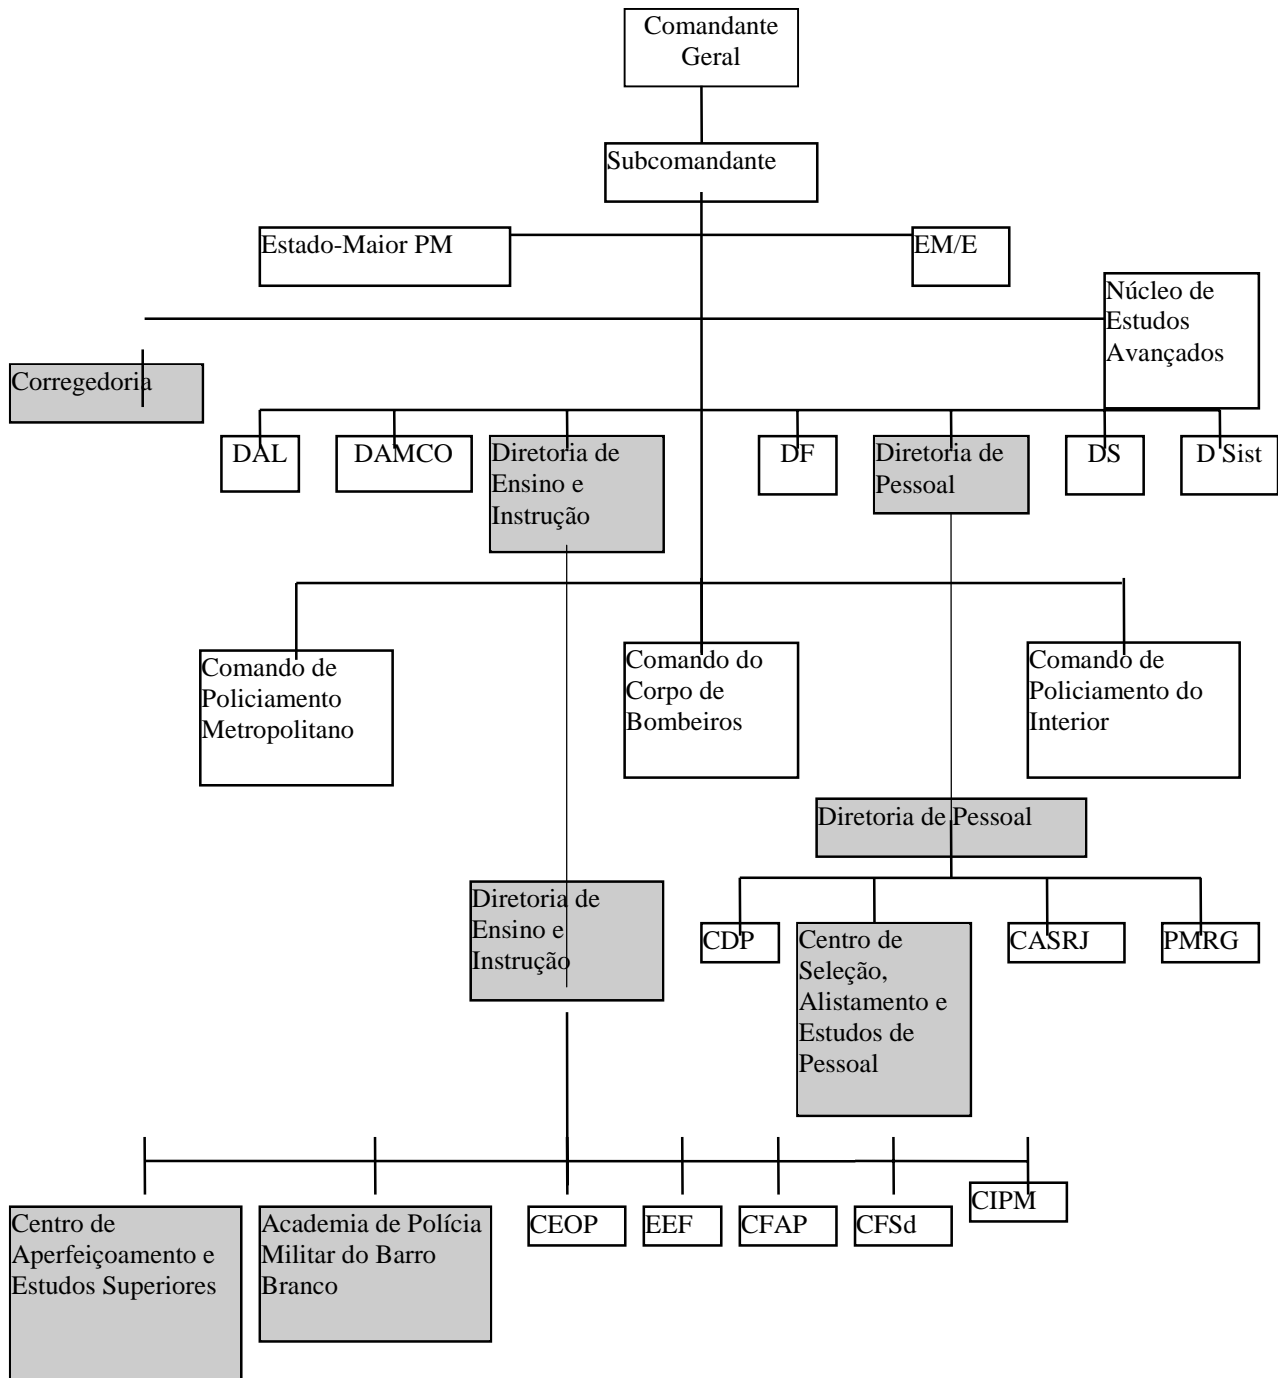 Comandante
Geral
Subcomandante
Estado-Maior PM
EM/E
Núcleo de
Estudos
Avançados
Corregedoria
DAL
DAMCO
Diretoria de
Ensino e
Instrução
DF
Diretoria de
Pessoal
DS
D Sist
Comando de
Policiamento
Metropolitano
Comando do
Corpo de
Bombeiros
Comando de
Policiamento do
Interior
Diretoria de Pessoal
Diretoria de
Ensino e
Instrução
CDP
Centro de
Seleção,
Alistamento e
Estudos de
Pessoal
CASRJ
PMRG
Centro de
Aperfeiçoamento e
Estudos Superiores
Academia de Polícia
Militar do Barro
Branco
CEOP
EEF
CFAP
CFSd
CIPM